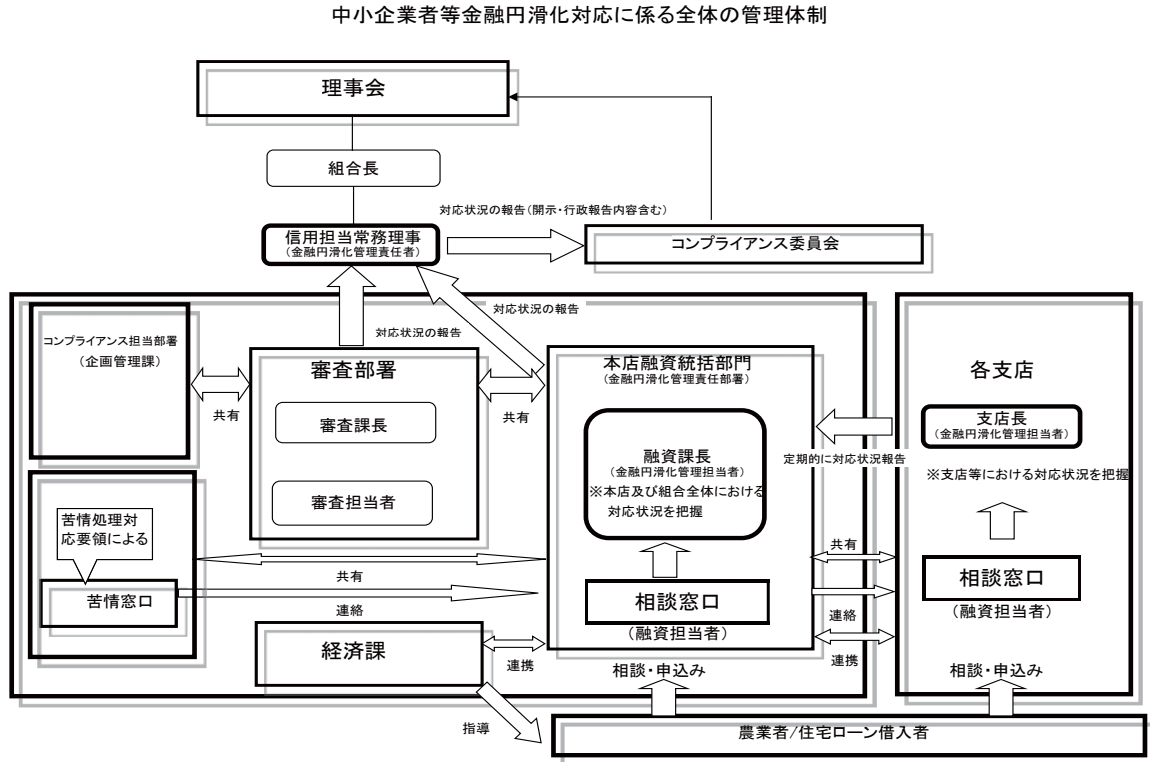 中小企業者等金融円滑化対応に係る全体の管理体制
理事会
組合長
対応状況の報告(開示・行政報告内容含む)
信用担当常務理事
(金融円滑化管理責任者)
コンプライアンス委員会
対応状況の報告
対応状況の報告
コンプライアンス担当部署
(企画管理課)
共有
審査部署
審査課長
審査担当者
共有
本店融資統括部門
(金融円滑化管理責任部署)
融資課長
(金融円滑化管理担当者)
※本店及び組合全体における
対応状況を把握
各支店
支店長
(金融円滑化管理担当者)
定期的に対応状況報告
※支店等における対応状況を把握
苦情処理対
応要領による
苦情窓口
共有
連絡
相談窓口
(融資担当者)
共有
連絡
連携
相談窓口
(融資担当者)
経済課
連携
相談・申込み
相談・申込み
指導
農業者/住宅ローン借入者